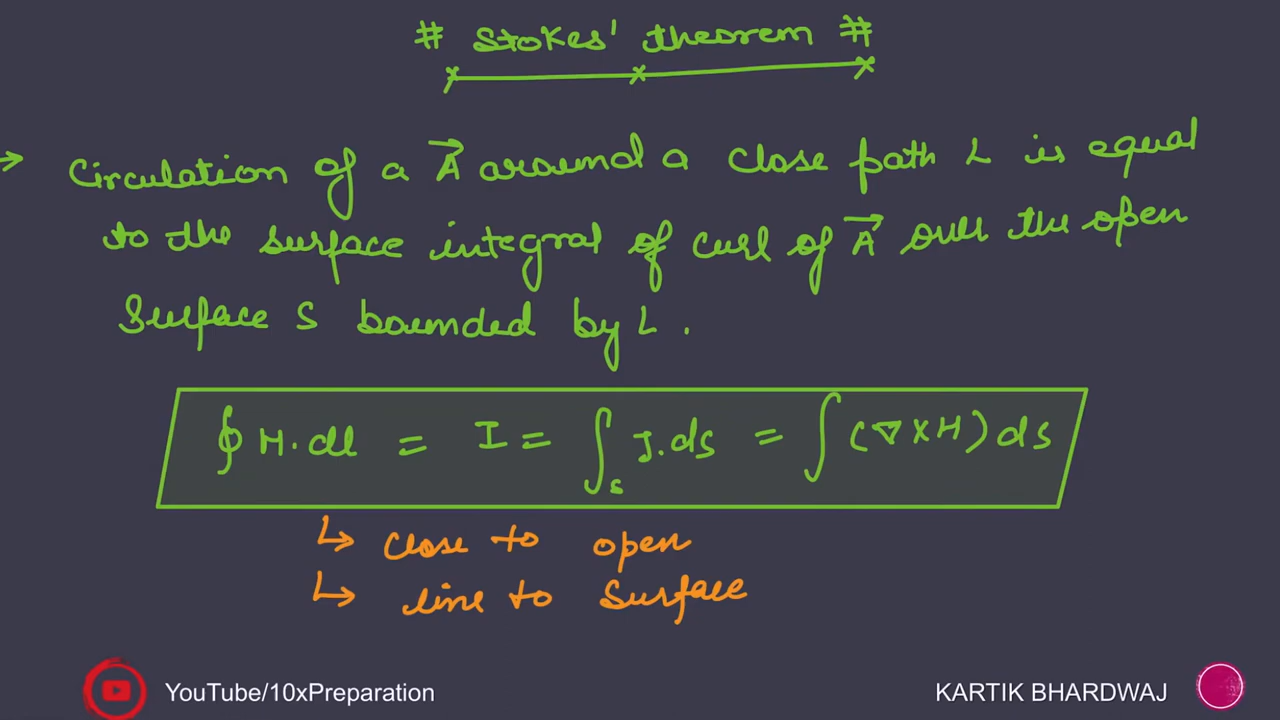 # Stokes' theorem #
→ Circulation of a A⃗ around a close path L is equal
to the surface integral of curl of A⃗ over the open
Surface S bounded by L.
∮ H.dl = I = ∫_S J.ds = ∫ (∇×H) ds
↳ close to open
↳ line to Surface
YouTube/10xPreparation
KARTIK BHARDWAJ